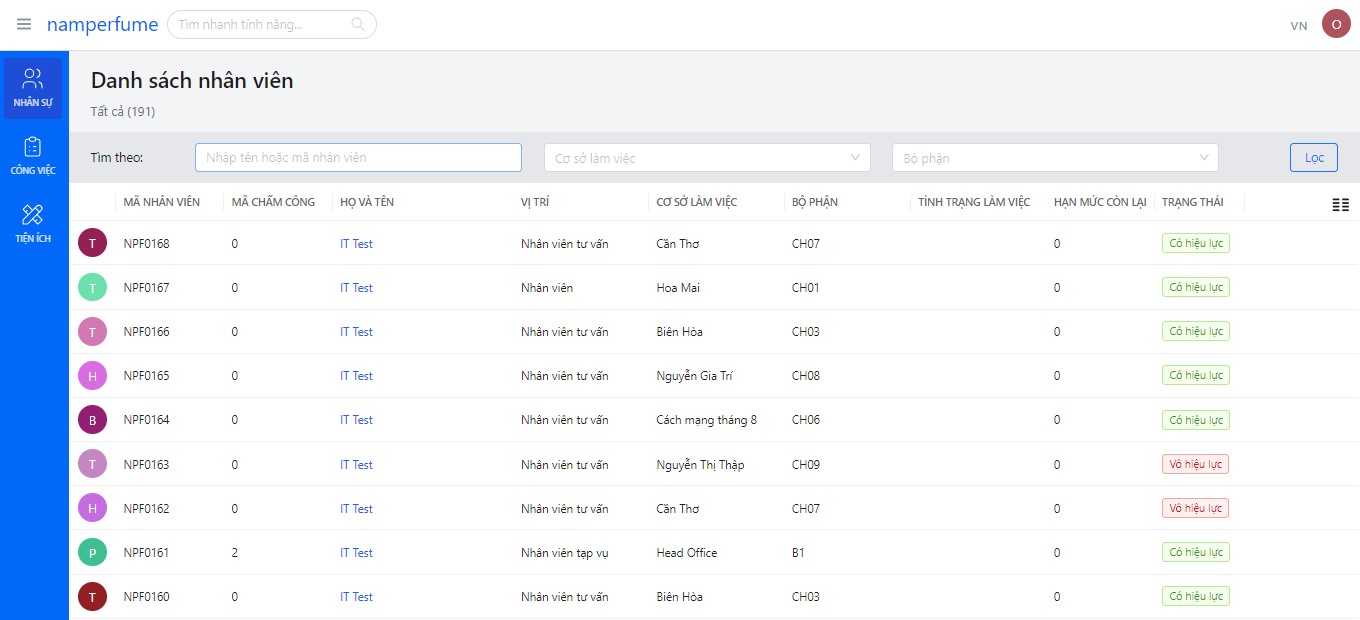 namperfume Tìm nhanh tính năng... VN O
NHÂN SỰ
CÔNG VIỆC
TIỆN ÍCH
Danh sách nhân viên
Tất cả (191)
Tìm theo: Nhập tên hoặc mã nhân viên Cơ sở làm việc Bộ phận Lọc
MÃ NHÂN VIÊN MÃ CHẤM CÔNG HỌ VÀ TÊN VỊ TRÍ CƠ SỞ LÀM VIỆC BỘ PHẬN TÌNH TRẠNG LÀM VIỆC HẠN MỨC CÒN LẠI TRẠNG THÁI
T NPF0168 0 IT Test Nhân viên tư vấn Cần Thơ CH07 0 Có hiệu lực
T NPF0167 0 IT Test Nhân viên Hoa Mai CH01 0 Có hiệu lực
T NPF0166 0 IT Test Nhân viên tư vấn Biên Hòa CH03 0 Có hiệu lực
H NPF0165 0 IT Test Nhân viên tư vấn Nguyễn Gia Trí CH08 0 Có hiệu lực
B NPF0164 0 IT Test Nhân viên tư vấn Cách mạng tháng 8 CH06 0 Có hiệu lực
T NPF0163 0 IT Test Nhân viên tư vấn Nguyễn Thị Thập CH09 0 Vô hiệu lực
H NPF0162 0 IT Test Nhân viên tư vấn Cần Thơ CH07 0 Vô hiệu lực
P NPF0161 2 IT Test Nhân viên tạp vụ Head Office B1 0 Có hiệu lực
T NPF0160 0 IT Test Nhân viên tư vấn Biên Hòa CH03 0 Có hiệu lực